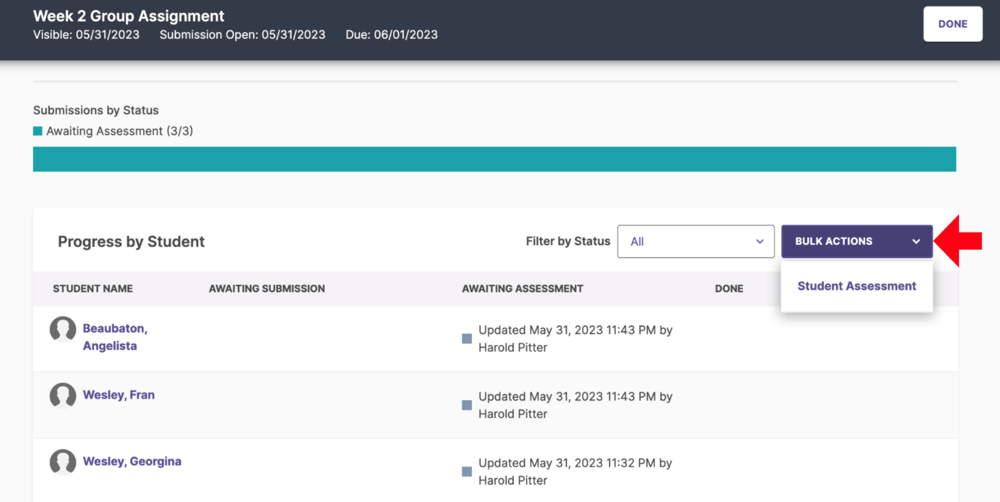 Week 2 Group Assignment
Visible: 05/31/2023 Submission Open: 05/31/2023 Due: 06/01/2023
DONE
Submissions by Status
Awaiting Assessment (3/3)
Progress by Student
Filter by Status
All
BULK ACTIONS
Student Assessment
STUDENT NAME AWAITING SUBMISSION AWAITING ASSESSMENT DONE
Beaubaton,
Angelista
Updated May 31, 2023 11:43 PM by
Harold Pitter
Wesley, Fran
Updated May 31, 2023 11:43 PM by
Harold Pitter
Wesley, Georgina
Updated May 31, 2023 11:32 PM by
Harold Pitter